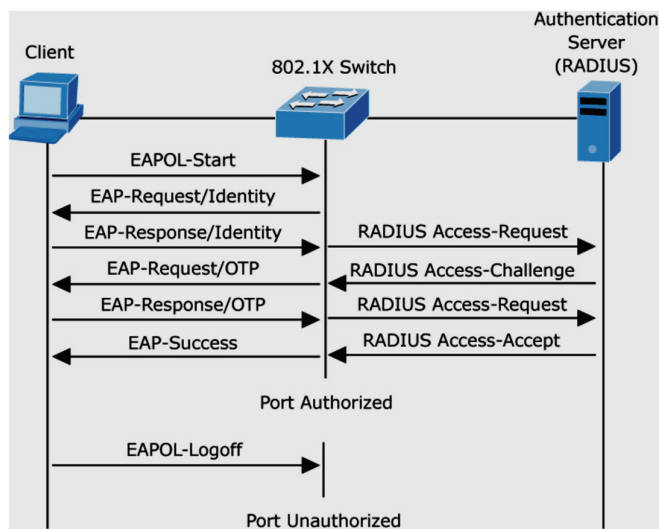 Client
802.1X Switch
Authentication
Server
(RADIUS)
EAPOL-Start
EAP-Request/Identity
EAP-Response/Identity
RADIUS Access-Request
EAP-Request/OTP
RADIUS Access-Challenge
EAP-Response/OTP
RADIUS Access-Request
EAP-Success
RADIUS Access-Accept
Port Authorized
EAPOL-Logoff
Port Unauthorized